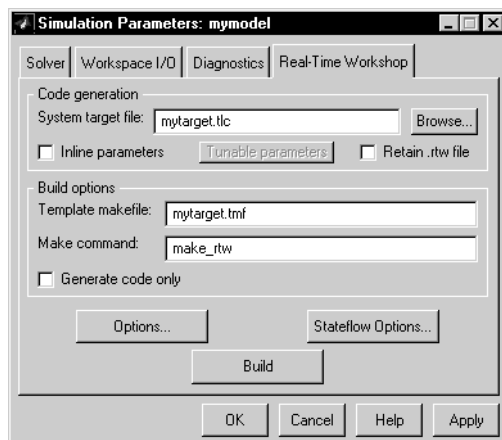 Simulation Parameters: mymodel
Solver Workspace I/O Diagnostics Real-Time Workshop
Code generation
System target file: mytarget.tlc Browse...
Inline parameters Tunable parameters Retain .rtw file
Build options
Template makefile: mytarget.tmf
Make command: make_rtw
Generate code only
Options... Stateflow Options...
Build
OK Cancel Help Apply